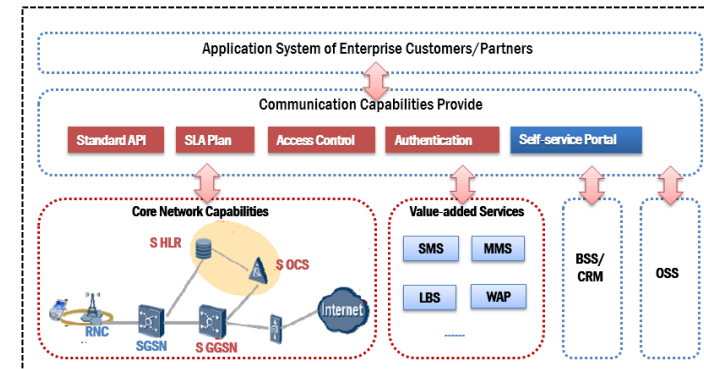 Application System of Enterprise Customers/Partners
Communication Capabilities Provide
Standard API
SLA Plan
Access Control
Authentication
Self-service Portal
Core Network Capabilities
S HLR
S OCS
RNC
SGSN
S GGSN
Internet
Value-added Services
SMS
MMS
LBS
WAP
......
BSS/
CRM
OSS